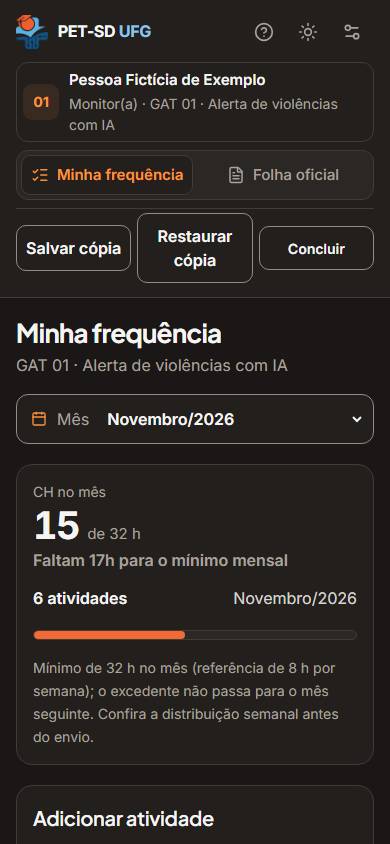 PET-SD UFG
01
Pessoa Fictícia de Exemplo
Monitor(a) · GAT 01 · Alerta de violências
com IA
Minha frequência
Folha oficial
Salvar cópia
Restaurar
cópia
Concluir
Minha frequência
GAT 01 · Alerta de violências com IA
Mês Novembro/2026
CH no mês
15 de 32 h
Faltam 17h para o mínimo mensal
6 atividades
Novembro/2026
Mínimo de 32 h no mês (referência de 8 h por
semana); o excedente não passa para o mês
seguinte. Confira a distribuição semanal antes
do envio.
Adicionar atividade